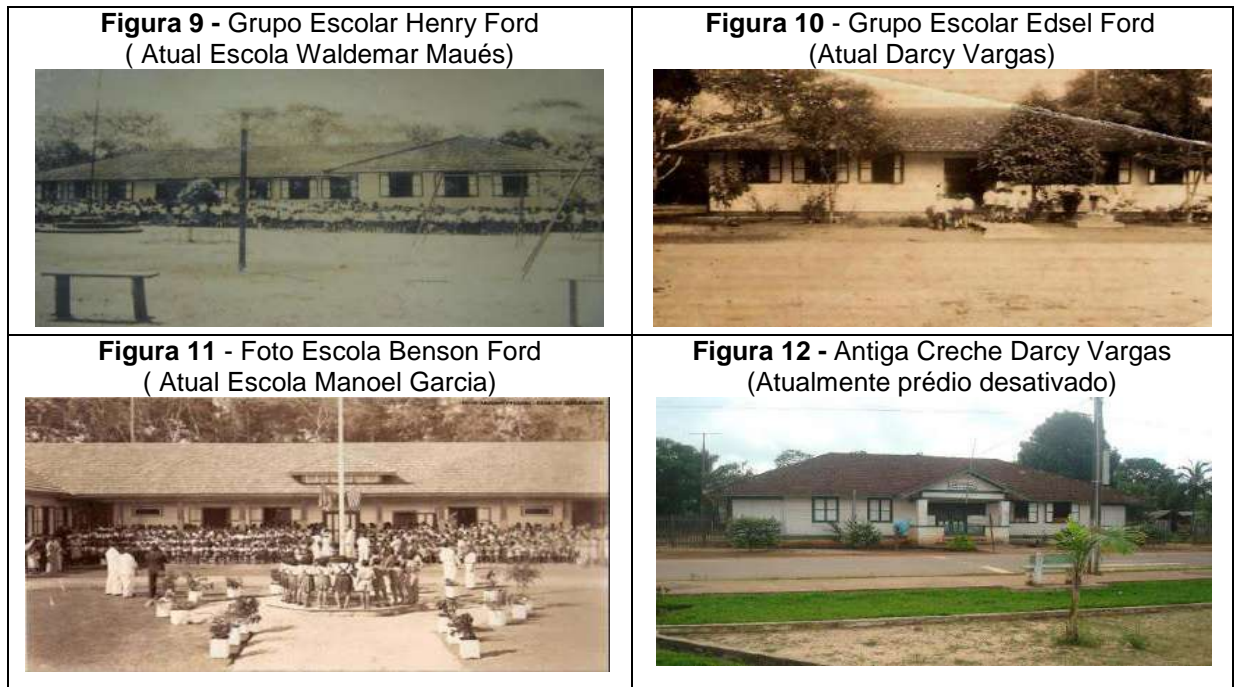 Figura 9 - Grupo Escolar Henry Ford
( Atual Escola Waldemar Maués)
Figura 10 - Grupo Escolar Edsel Ford
(Atual Darcy Vargas)
Figura 11 - Foto Escola Benson Ford
( Atual Escola Manoel Garcia)
Figura 12 - Antiga Creche Darcy Vargas
(Atualmente prédio desativado)